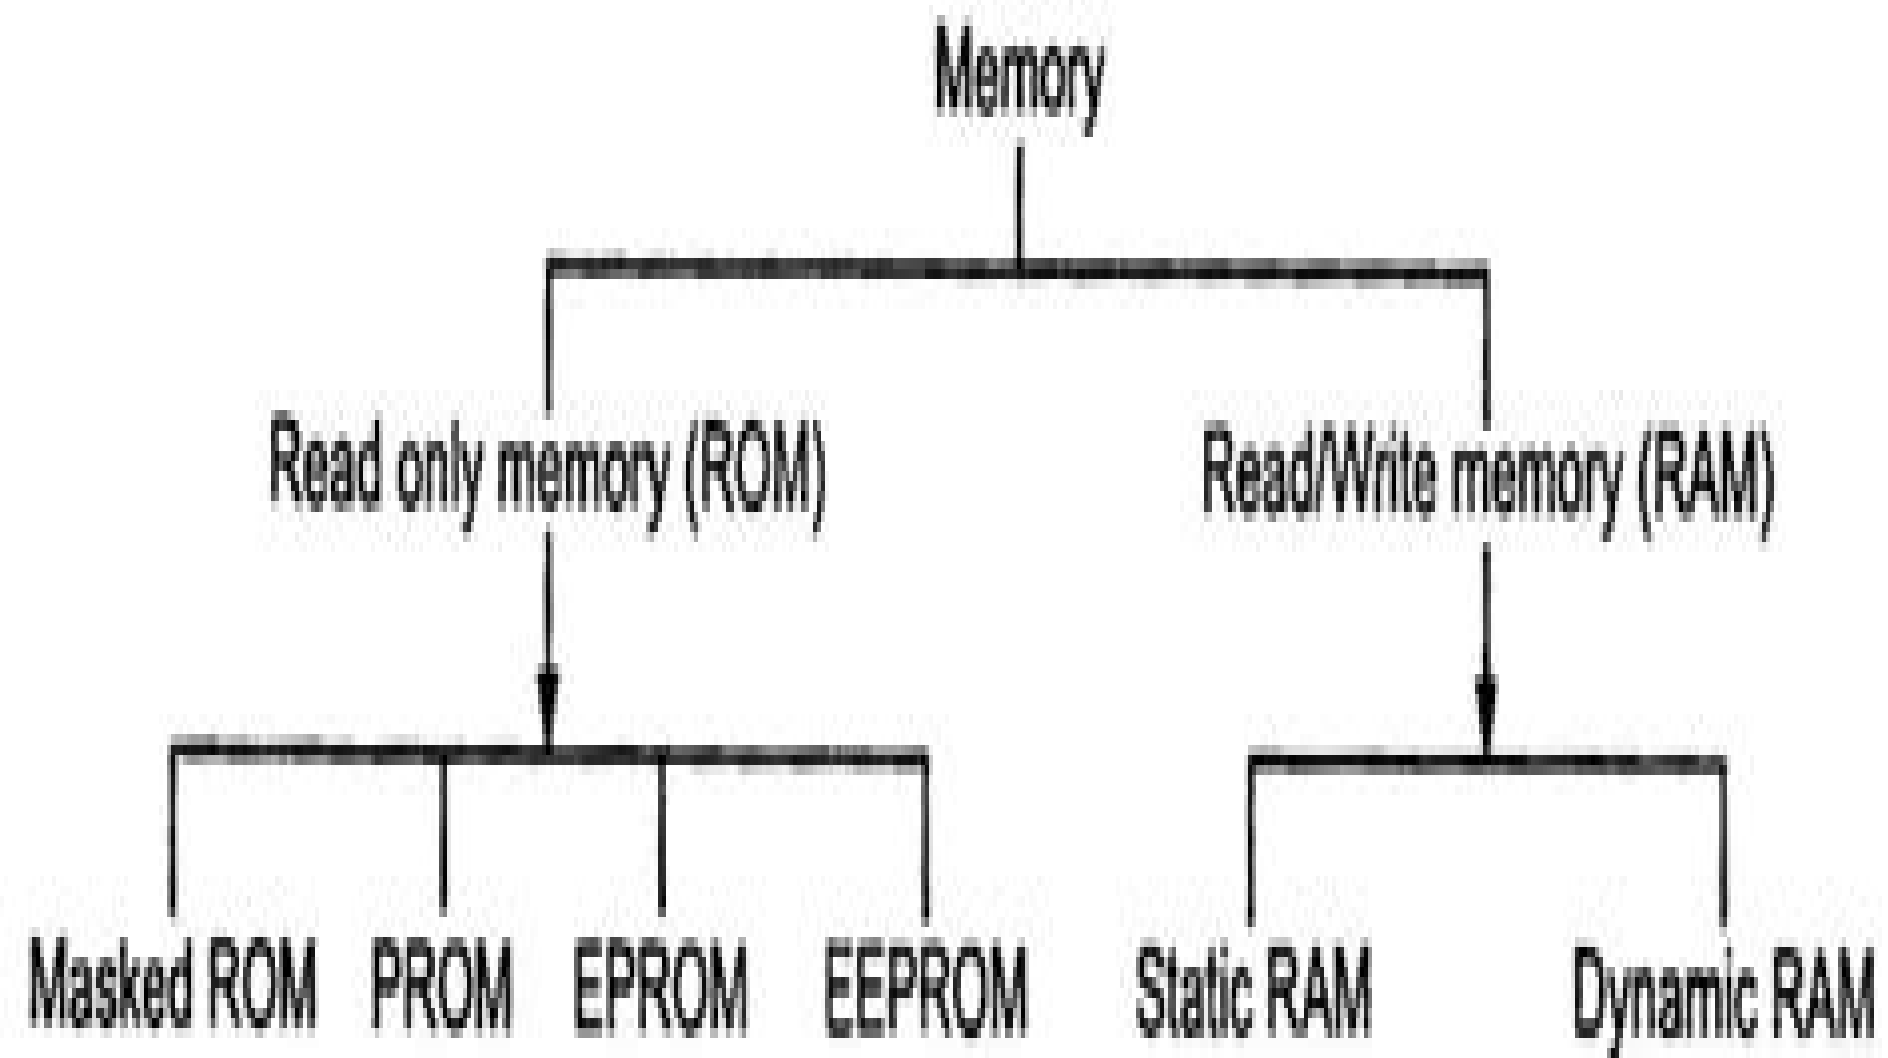 Memory
Read only memory (ROM)
Read/Write memory (RAM)
Masked ROM
PROM
EPROM
EEPROM
Static RAM
Dynamic RAM